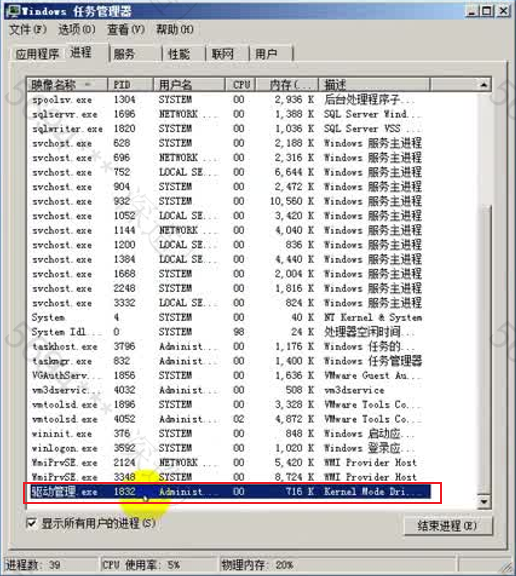 Windows 任务管理器
文件(F) 选项(O) 查看(V) 帮助(H)
应用程序 进程 服务 性能 联网 用户
映像名称 PID 用户名 CPU 内存(... 描述
spoolsv.exe 1304 SYSTEM 00 2,936 K 后台处理程序子...
sqlservr.exe 1696 NETWORK ... 00 1,388 K SQL Server Wind...
sqlwriter.exe 1820 SYSTEM 00 1,036 K SQL Server VSS ...
svchost.exe 628 SYSTEM 00 2,188 K Windows 服务主进程
svchost.exe 696 NETWORK ... 00 2,316 K Windows 服务主进程
svchost.exe 752 LOCAL SE... 00 6,644 K Windows 服务主进程
svchost.exe 904 SYSTEM 00 2,472 K Windows 服务主进程
svchost.exe 932 SYSTEM 00 10,560 K Windows 服务主进程
svchost.exe 1052 LOCAL SE... 00 3,420 K Windows 服务主进程
svchost.exe 1144 NETWORK ... 00 4,040 K Windows 服务主进程
svchost.exe 1200 LOCAL SE... 00 836 K Windows 服务主进程
svchost.exe 1384 LOCAL SE... 00 4,440 K Windows 服务主进程
svchost.exe 1668 SYSTEM 00 2,004 K Windows 服务主进程
svchost.exe 2248 SYSTEM 00 1,816 K Windows 服务主进程
svchost.exe 3332 LOCAL SE... 00 824 K Windows 服务主进程
System 4 SYSTEM 00 40 K NT Kernel & System
System Idl... 0 SYSTEM 98 24 K 处理器空闲时间...
taskhost.exe 3796 Administ... 00 1,176 K Windows 任务的...
taskmgr.exe 832 Administ... 00 1,400 K Windows 任务管理器
VGAuthServ... 1856 SYSTEM 00 1,636 K VMware Guest Au...
vm3dservic... 4032 Administ... 00 508 K vm3dservice
vmtoolsd.exe 1896 SYSTEM 00 3,328 K VMware Tools Co...
vmtoolsd.exe 4052 Administ... 02 4,872 K VMware Tools Co...
wininit.exe 376 SYSTEM 00 848 K Windows 启动应...
winlogon.exe 3592 SYSTEM 00 1,020 K Windows 登录应...
WmiPrvSE.exe 2124 NETWORK ... 00 5,420 K WMI Provider Host
WmiPrvSE.exe 3348 SYSTEM 00 8,724 K WMI Provider Host
驱动管理.exe 1832 Administ... 00 716 K Kernel Mode Dri...
显示所有用户的进程(S) 结束进程(E)
进程数: 39 CPU 使用率: 5% 物理内存: 20%